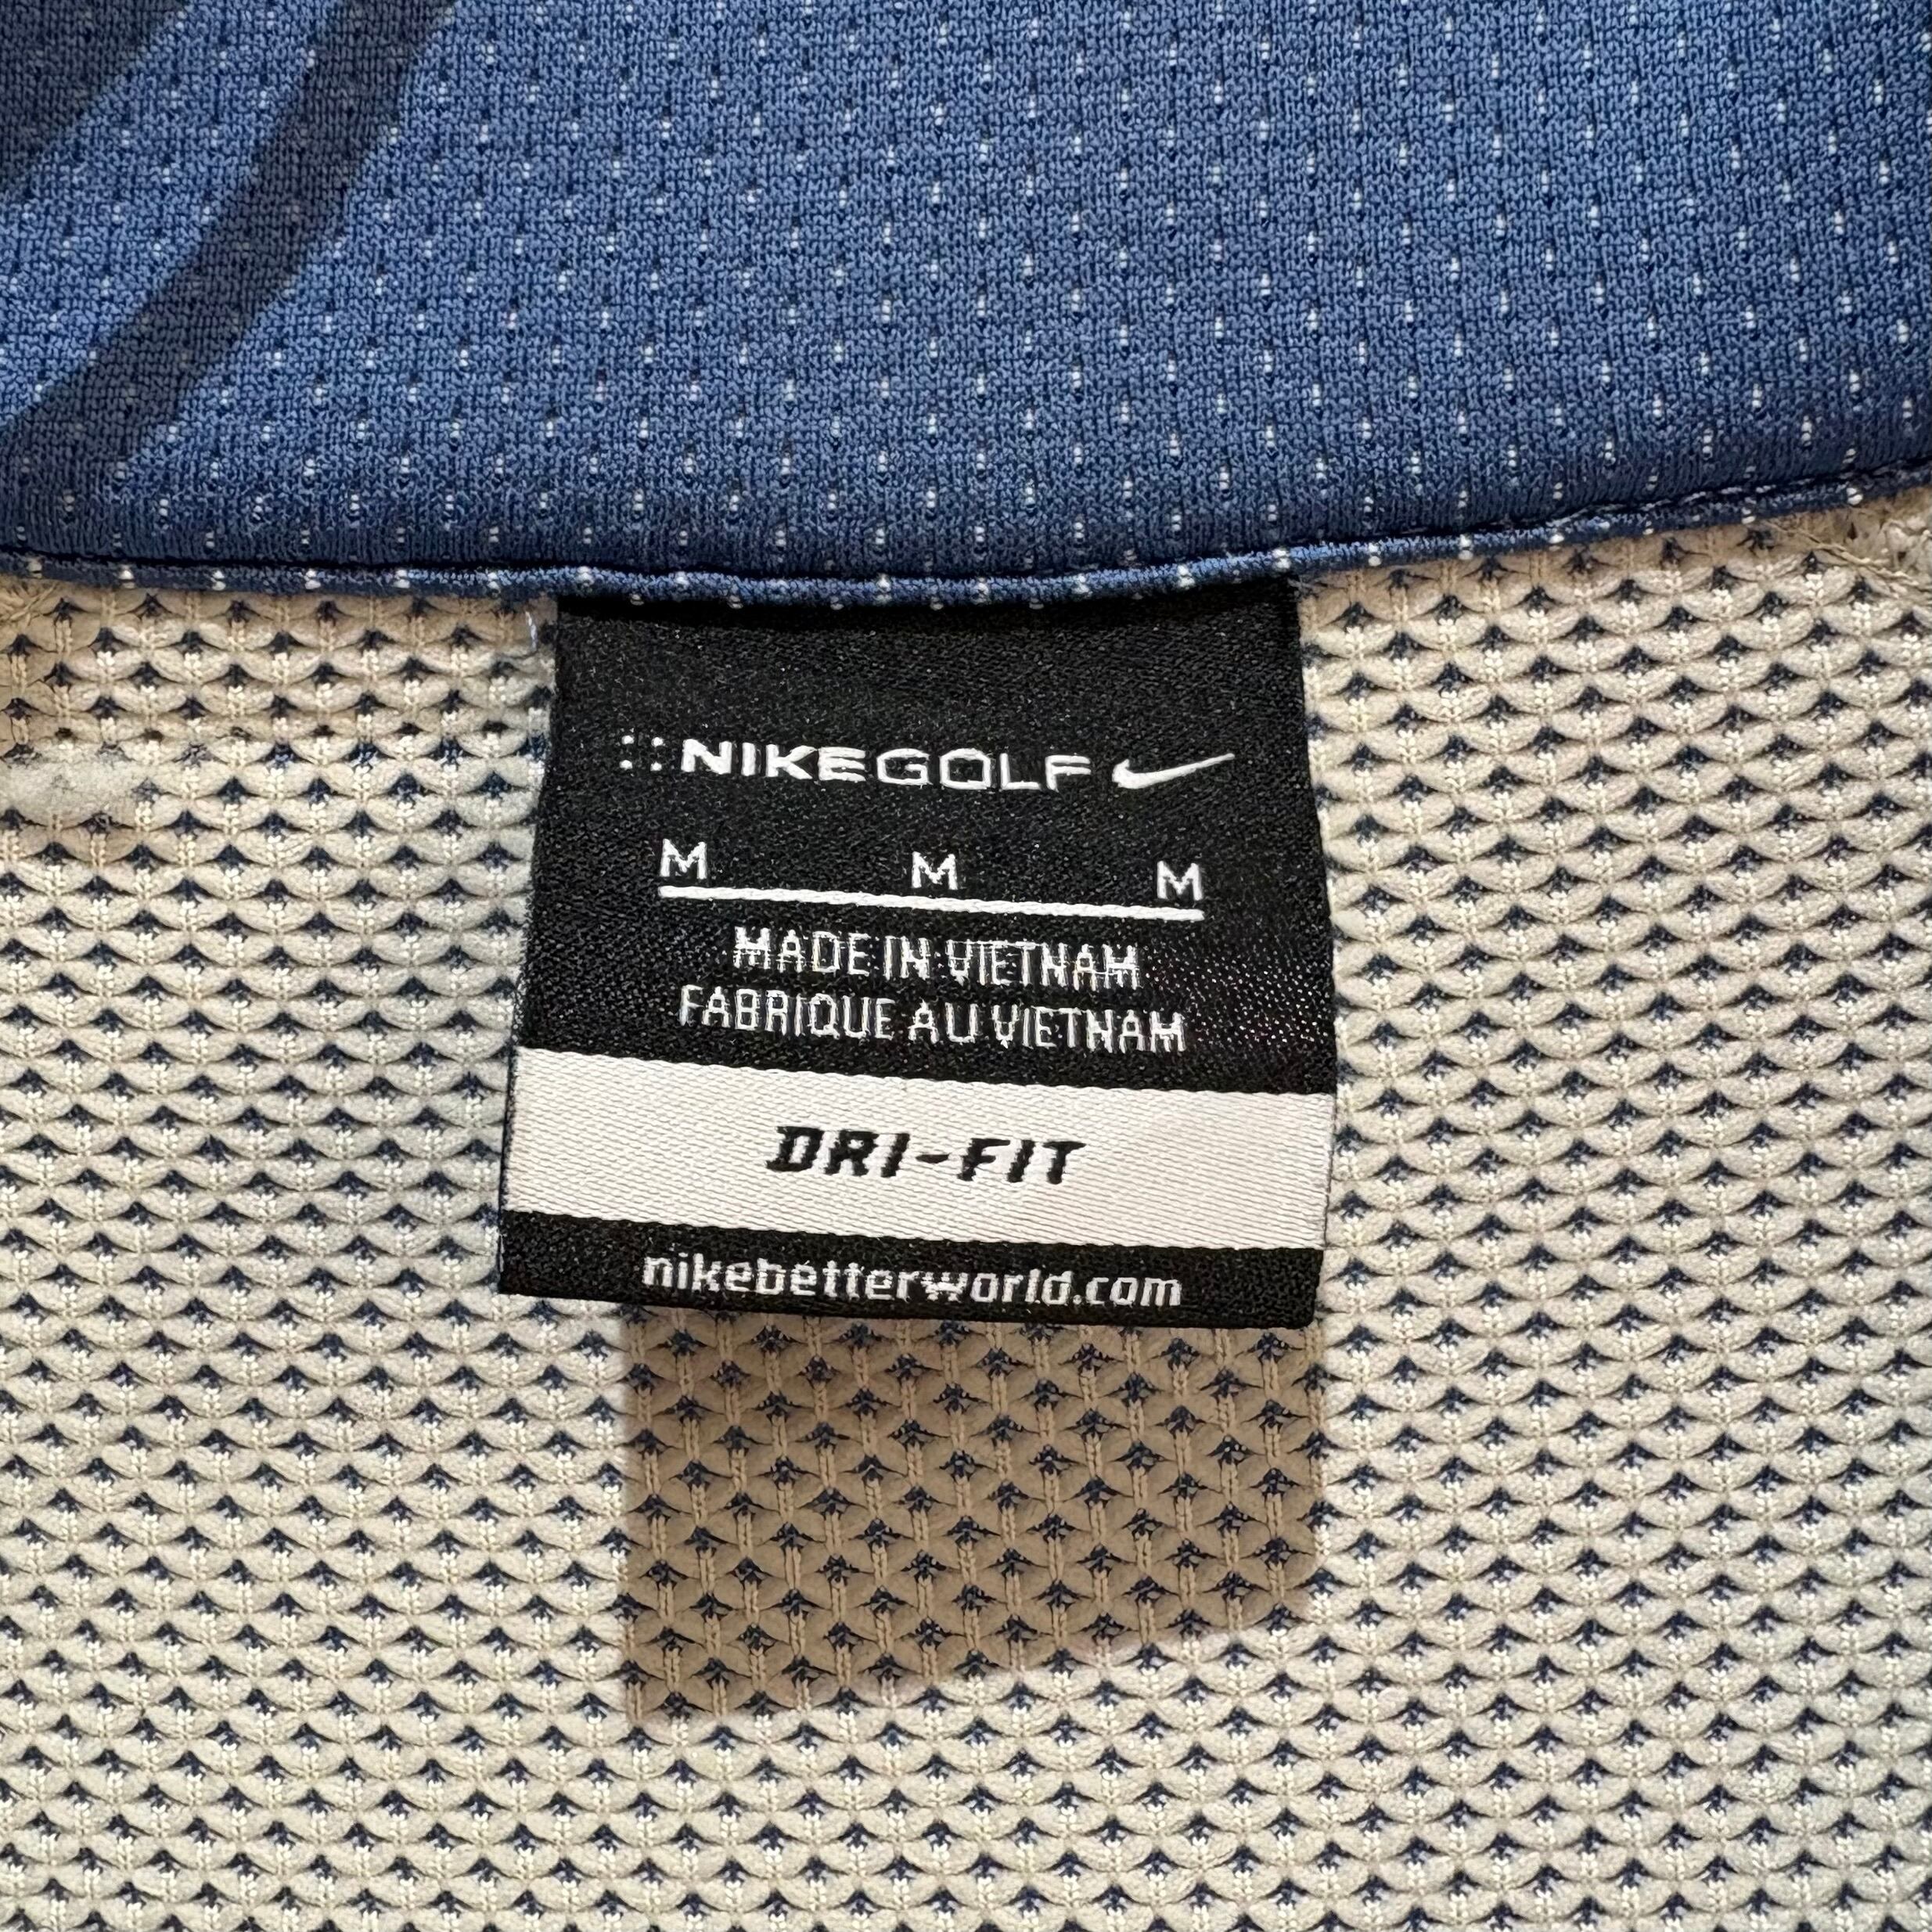 NIKEGOLF
M M M
MADE IN VIETNAM
FABRIQUE AU VIETNAM
DRI-FIT
nikebetterworld.com